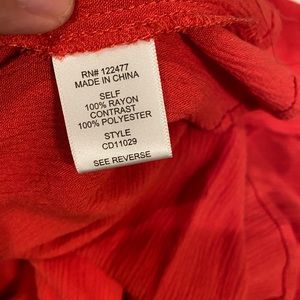 RN# 122477
MADE IN CHINA
SELF
100% RAYON
CONTRAST
100% POLYESTER
STYLE
CD11029
SEE REVERSE